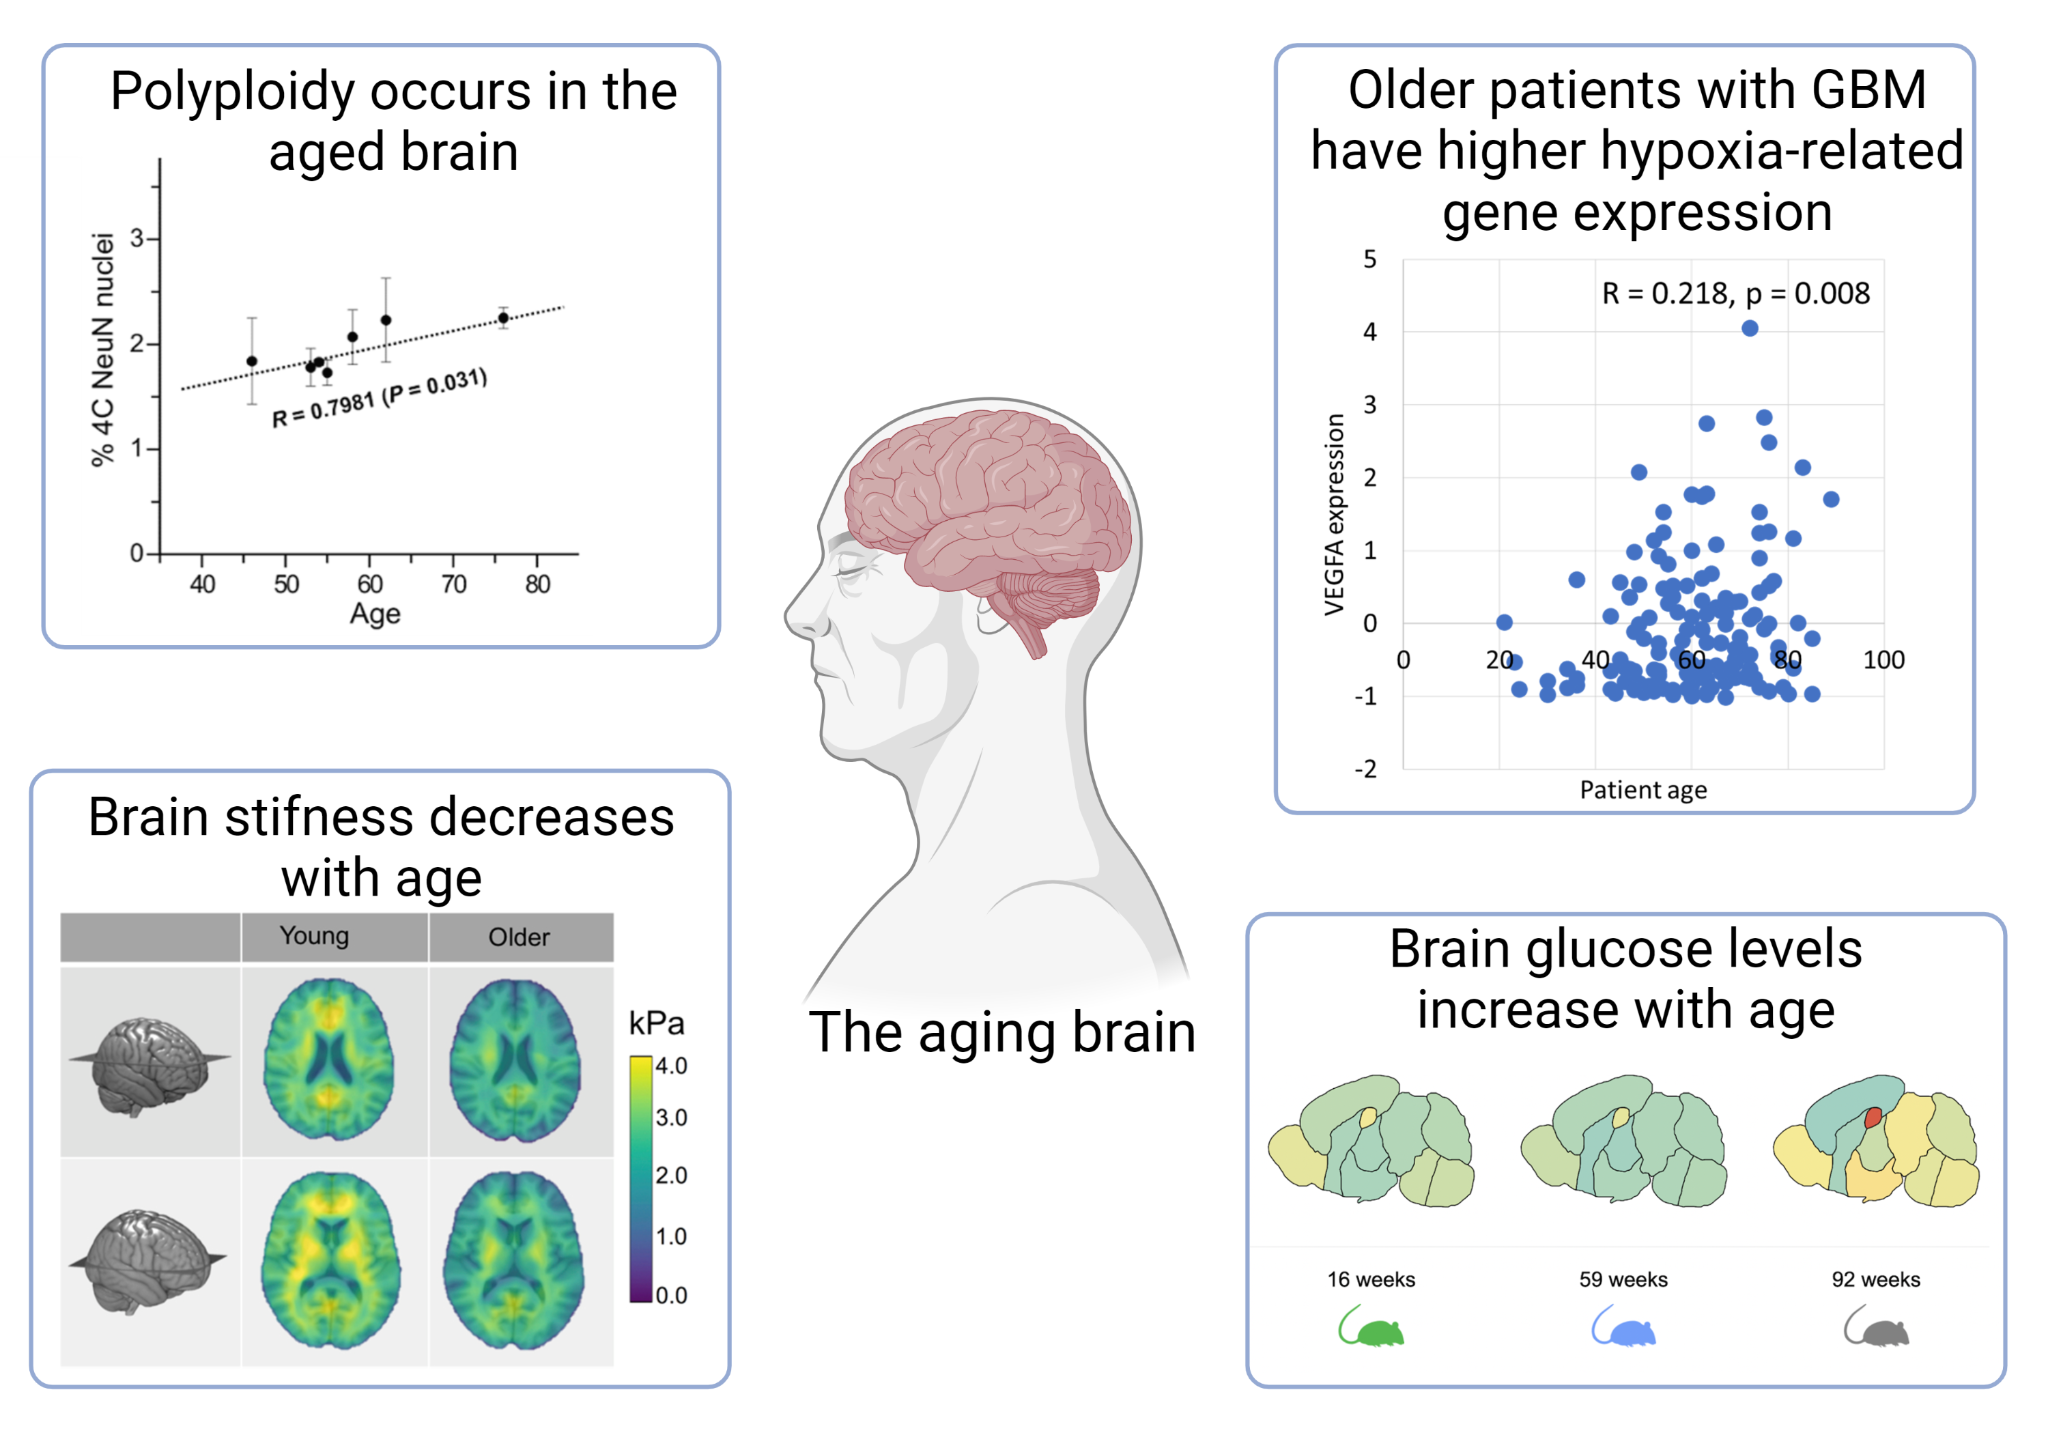 Polyploidy occurs in the
aged brain
% 4C NeuN nuclei
3
2
1
0
R = 0.7981 (P = 0.031)
40 50 60 70 80
Age
Older patients with GBM
have higher hypoxia-related
gene expression
R = 0.218, p = 0.008
VEGFA expression
5
4
3
2
1
0
-1
-2
0 20 40 60 80 100
Patient age
Brain stifness decreases
with age
Young Older
kPa
4.0
3.0
2.0
1.0
0.0
The aging brain
Brain glucose levels
increase with age
16 weeks 59 weeks 92 weeks